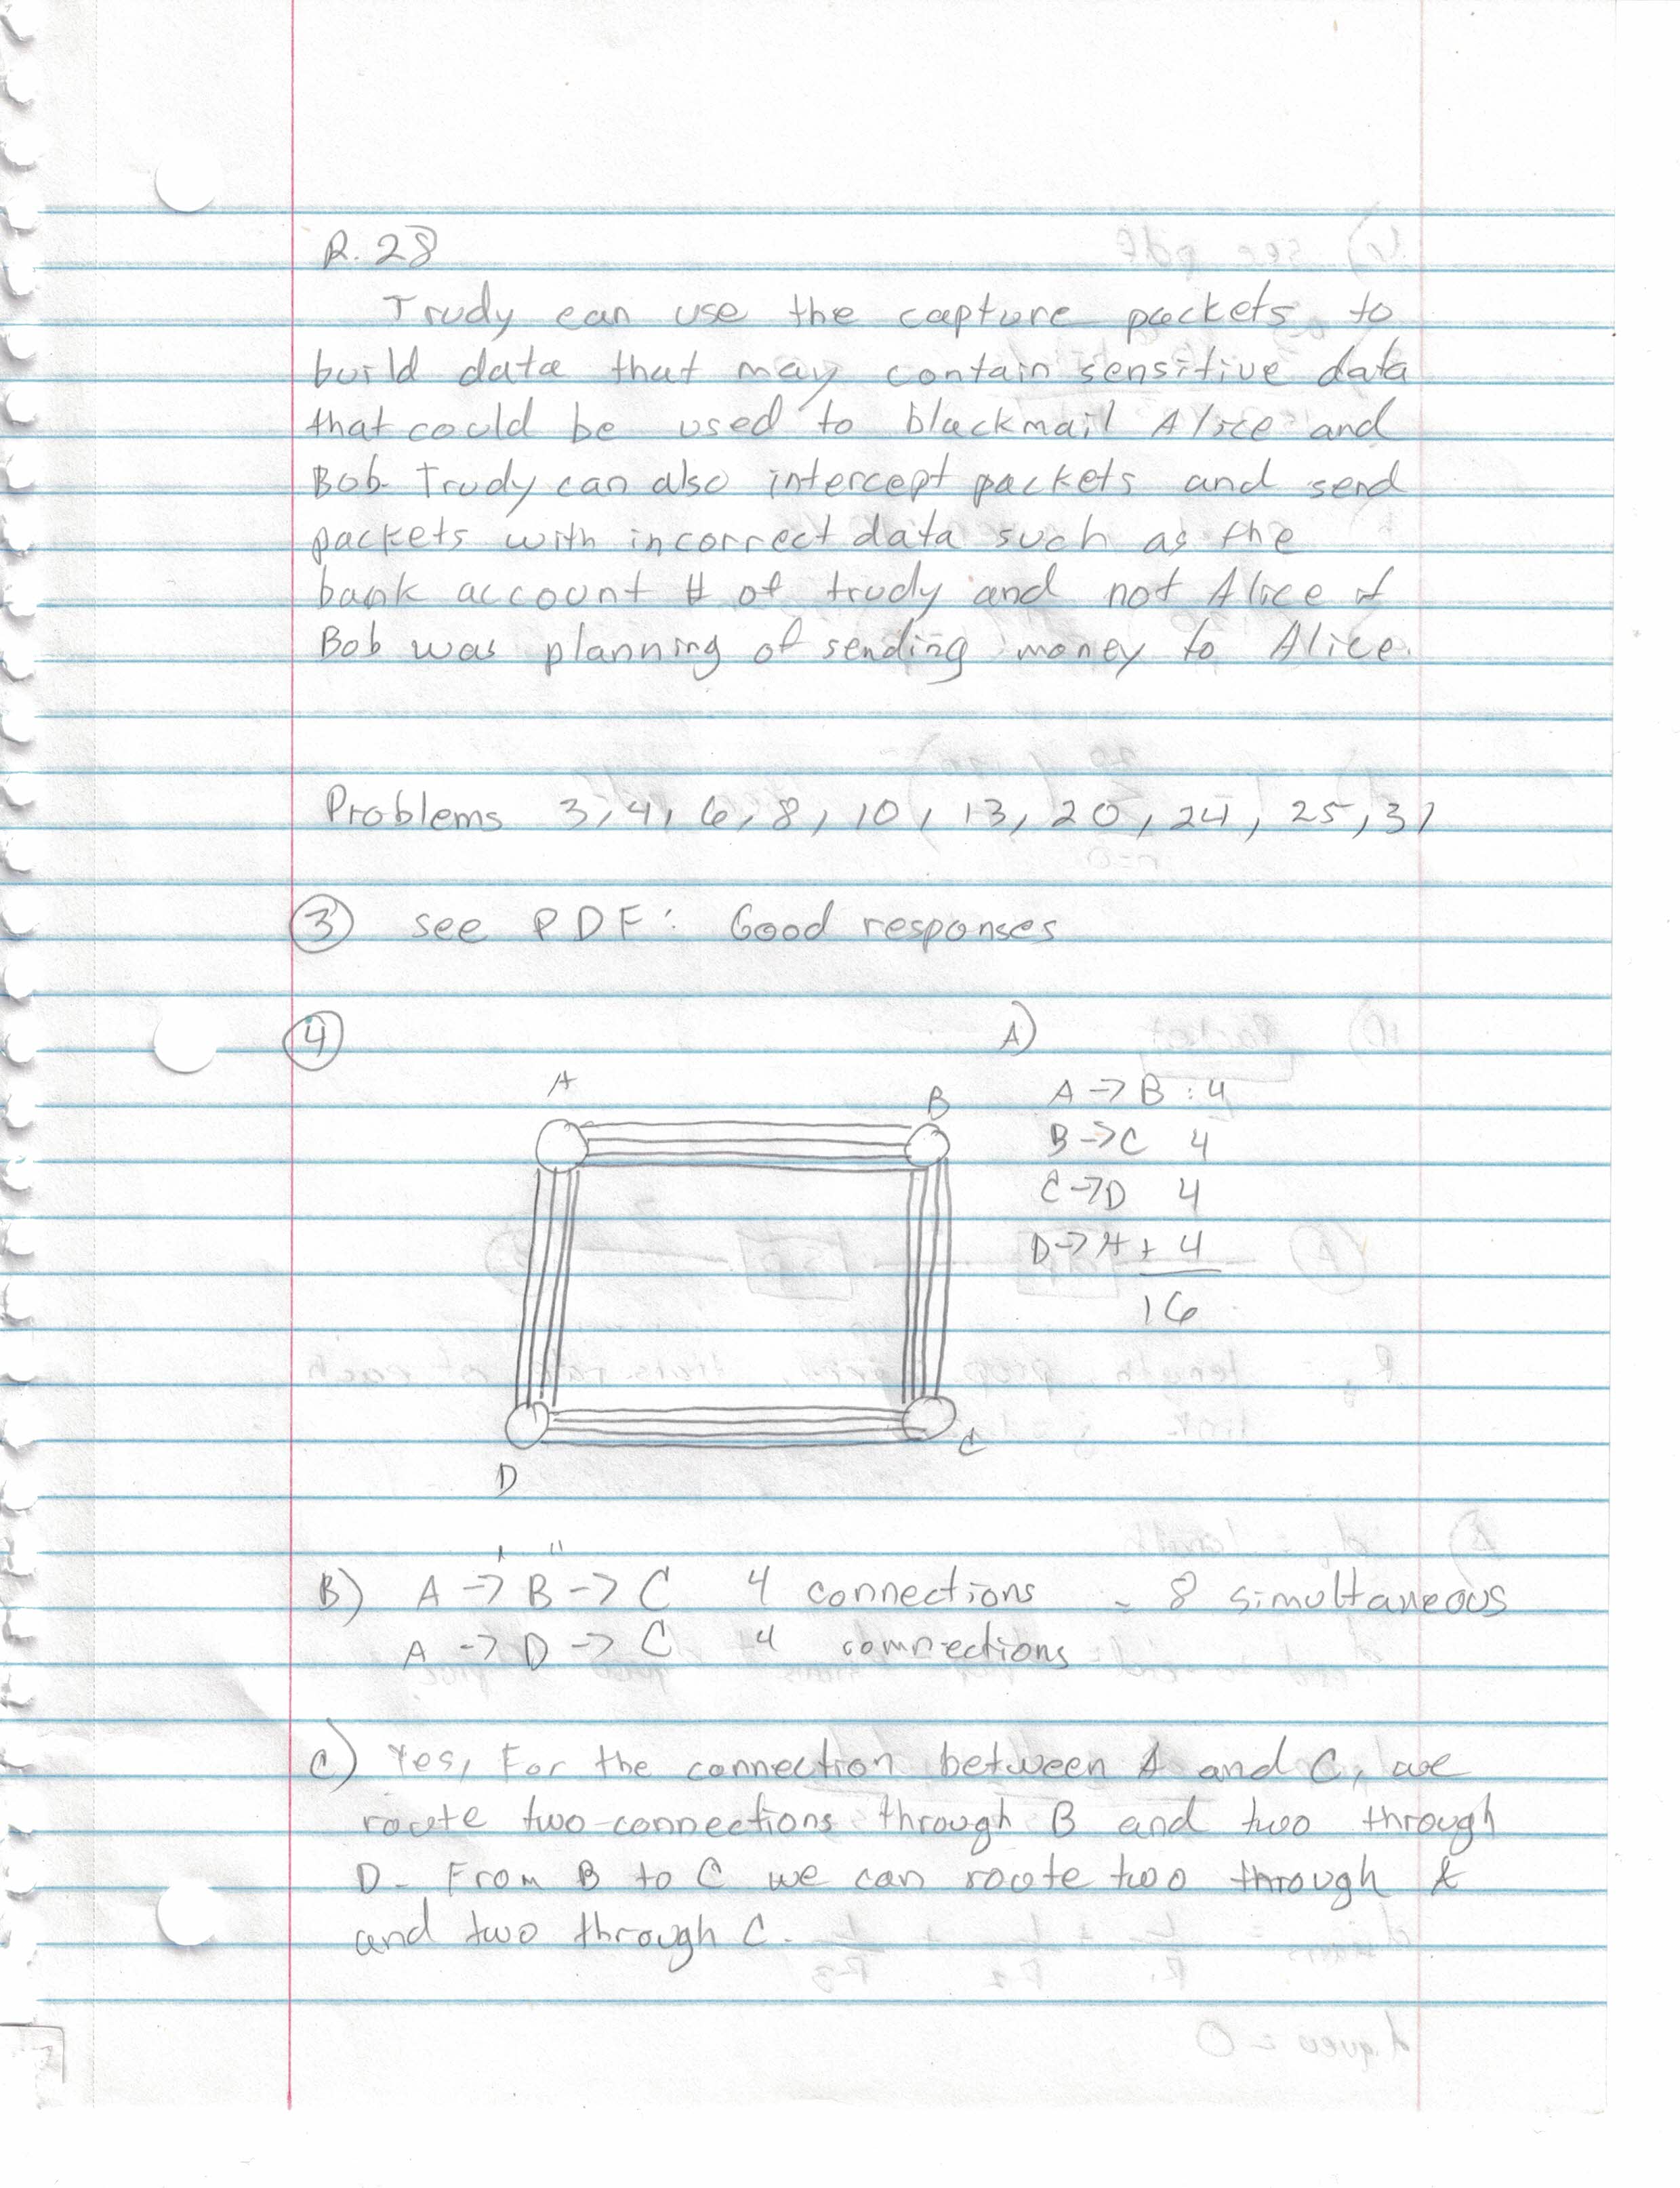 R. 28
Trudy can use the capture packets to
build data that may contain sensitive data
that could be used to blackmail Alice and
Bob. Trudy can also intercept packets and send
packets with incorrect data such as the
bank account # of trudy and not Alice if
Bob was planning of sending money to Alice.
Problems 3, 4, 6, 8, 10, 13, 20, 24, 25, 31
3 see PDF: Good responses
4
A)
A
B
A -> B : 4
B -> C 4
C -> D 4
D -> A + 4
16
C
D
B) A -> B -> C 4 connections = 8 simultaneous
A -> D -> C 4 connections
C) Yes, For the connection between A and C, we
route two connections through B and two through
D. From B to C we can route two through A
and two through C.